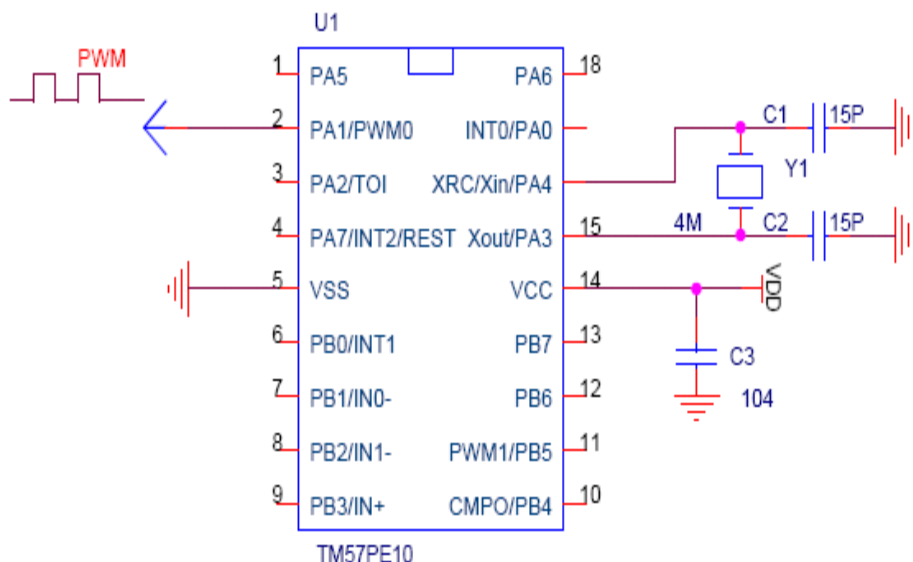 U1
PWM
1 PA5 PA6 18
2 PA1/PWM0 INT0/PA0 C1 15P
3 PA2/TOI XRC/Xin/PA4 Y1
4 PA7/INT2/REST Xout/PA3 15 4M C2 15P
5 VSS VCC 14 VDD
6 PB0/INT1 PB7 13
C3
7 PB1/IN0- PB6 12 104
8 PB2/IN1- PWM1/PB5 11
9 PB3/IN+ CMPO/PB4 10
TM57PE10